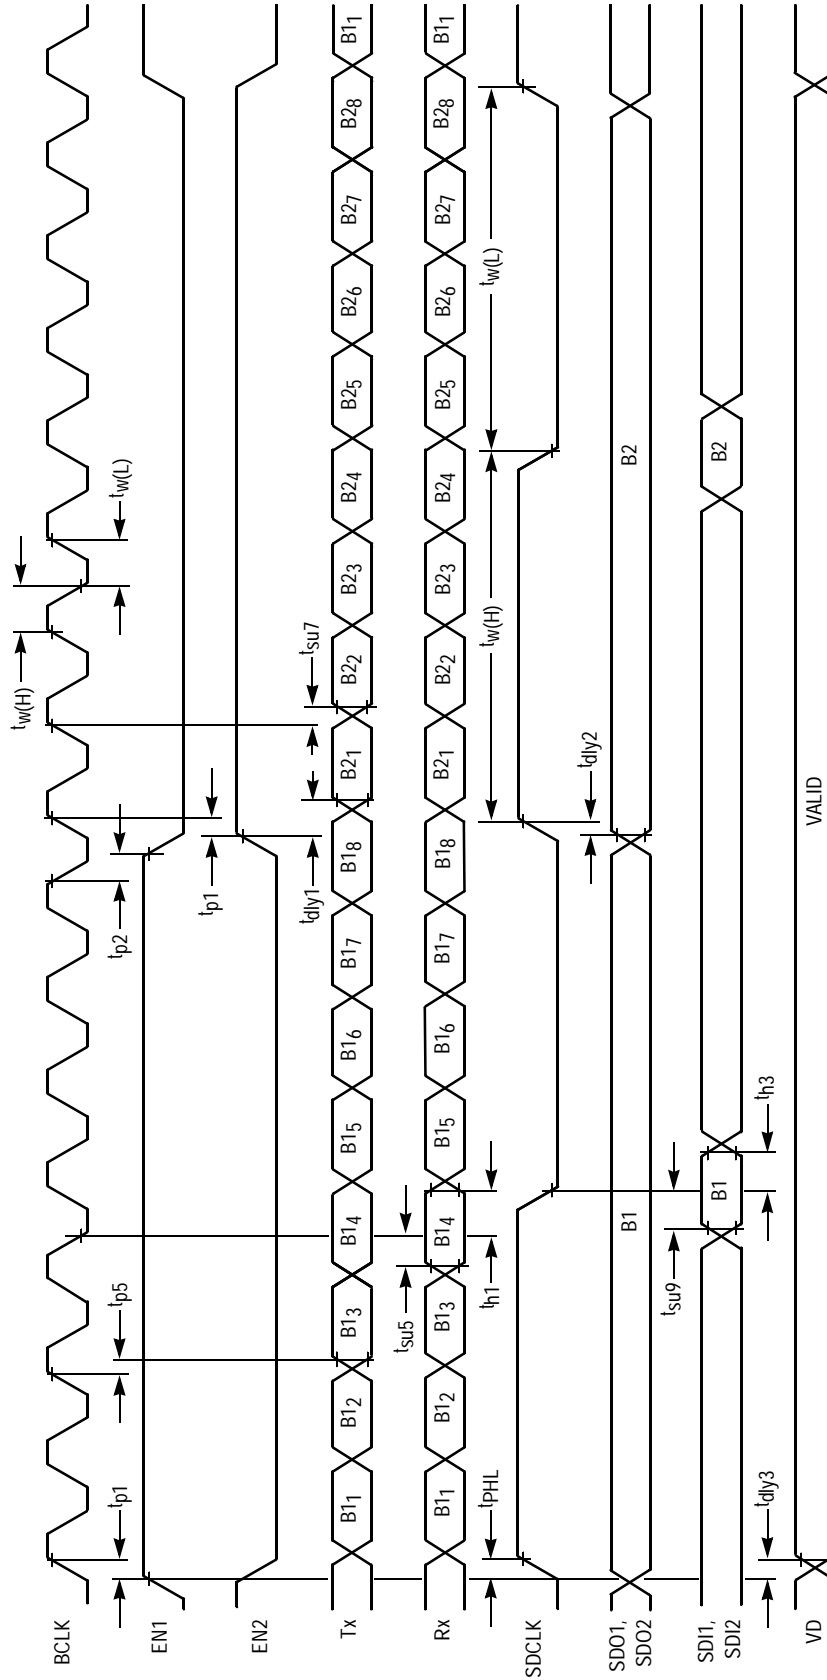 BCLK
tw(H)
tw(L)
tp1
tp5
tp2
EN1
tp1
EN2
tdly1
tsu7
Tx
B11
B12
B13
B14
B15
B16
B17
B18
B21
B22
B23
B24
B25
B26
B27
B28
B11
Rx
B11
B12
B13
B14
B15
B16
B17
B18
B21
B22
B23
B24
B25
B26
B27
B28
B11
tsu5
th1
tPHL
SDCLK
tw(H)
tw(L)
tdly2
SDO1,
SDO2
B1
B2
tsu9
th3
SDI1,
SDI2
B1
B2
tdly3
VD
VALID